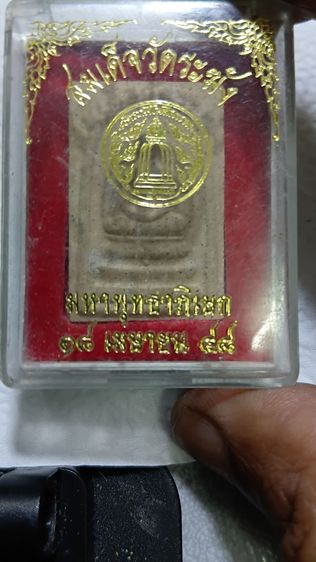 สมเด็จวัดระฆัง
มหาพุทธาภิเษก
๑๘ เมษายน ๔๔